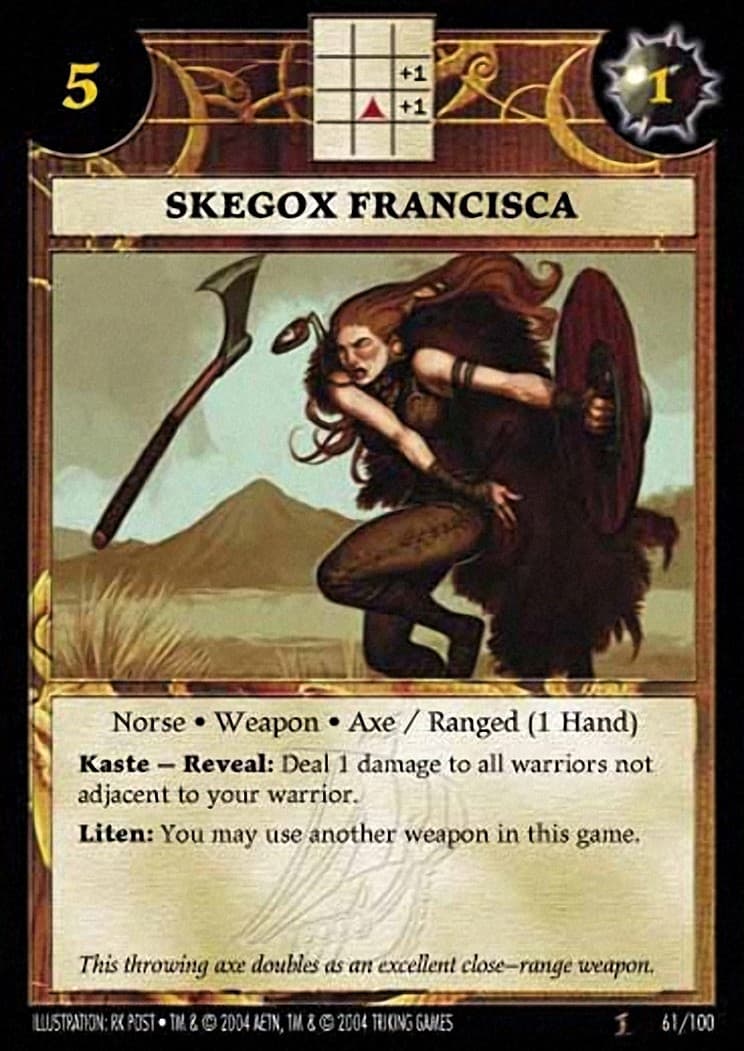 5
+1
+1
1
SKEGOX FRANCISCA
Norse • Weapon • Axe / Ranged (1 Hand)
Kaste – Reveal: Deal 1 damage to all warriors not
adjacent to your warrior.
Liten: You may use another weapon in this game.
This throwing axe doubles as an excellent close–range weapon.
ILLUSTRATION: RK POST • TM & © 2004 AETN, TM & © 2004 TRIKING GAMES
1 61/100